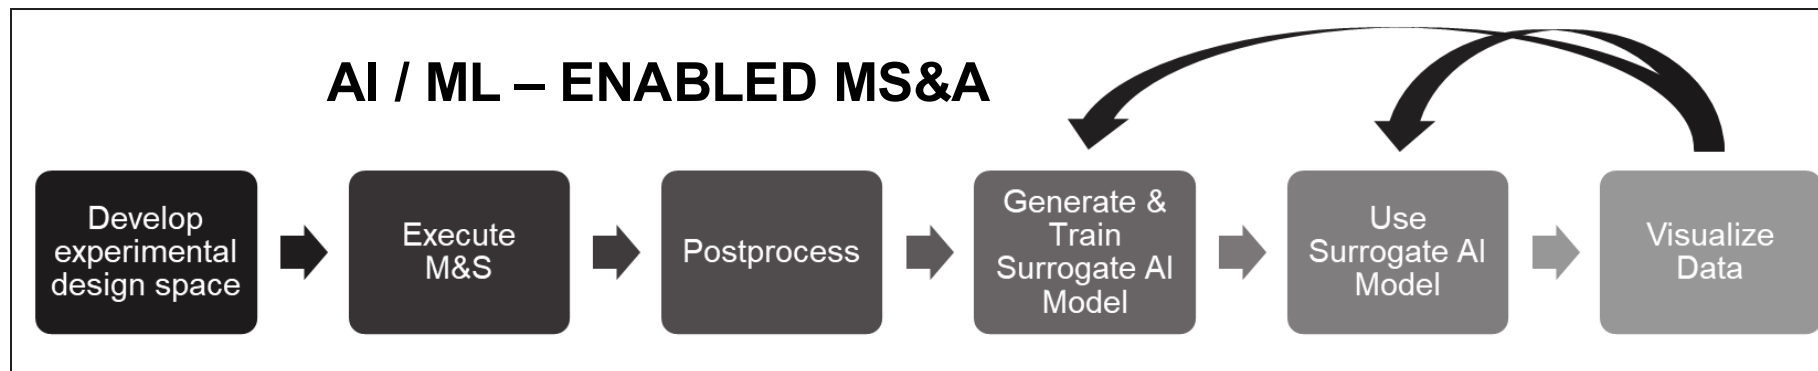 AI / ML – ENABLED MS&A
Develop
experimental
design space
Execute
M&S
Postprocess
Generate &
Train
Surrogate AI
Model
Use
Surrogate AI
Model
Visualize
Data